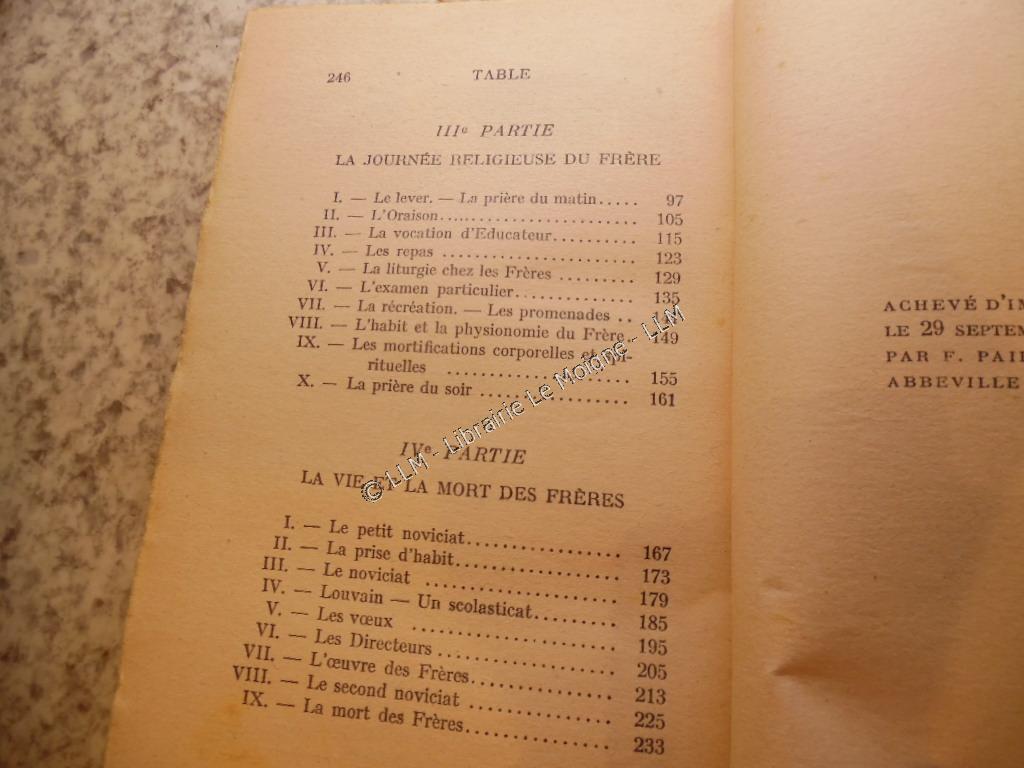 246 TABLE
IIIe PARTIE
LA JOURNÉE RELIGIEUSE DU FRÈRE
I. — Le lever. — La prière du matin..... 97
II. — L'Oraison........................ 105
III. — La vocation d'Educateur.......... 115
IV. — Les repas ........................ 123
V. — La liturgie chez les Frères ......... 129
VI. — L'examen particulier.............. 135
VII. — La récréation. — Les promenades ..
VIII. — L'habit et la physionomie du Frère.. 149
IX. — Les mortifications corporelles et
rituelles ...................... 155
X. — La prière du soir .................. 161
IVe PARTIE
LA VIE ET LA MORT DES FRÈRES
I. — Le petit noviciat.................. 167
II. — La prise d'habit................... 173
III. — Le noviciat ...................... 179
IV. — Louvain — Un scolasticat.......... 185
V. — Les vœux ........................ 195
VI. — Les Directeurs .................... 205
VII. — L'œuvre des Frères................ 213
VIII. — Le second noviciat ................ 225
IX. — La mort des Frères................ 233
ACHEVÉ D'IM
LE 29 SEPTEM
PAR F. PAIL
ABBEVILLE
© LLM - Librairie Le Moigne - LLM